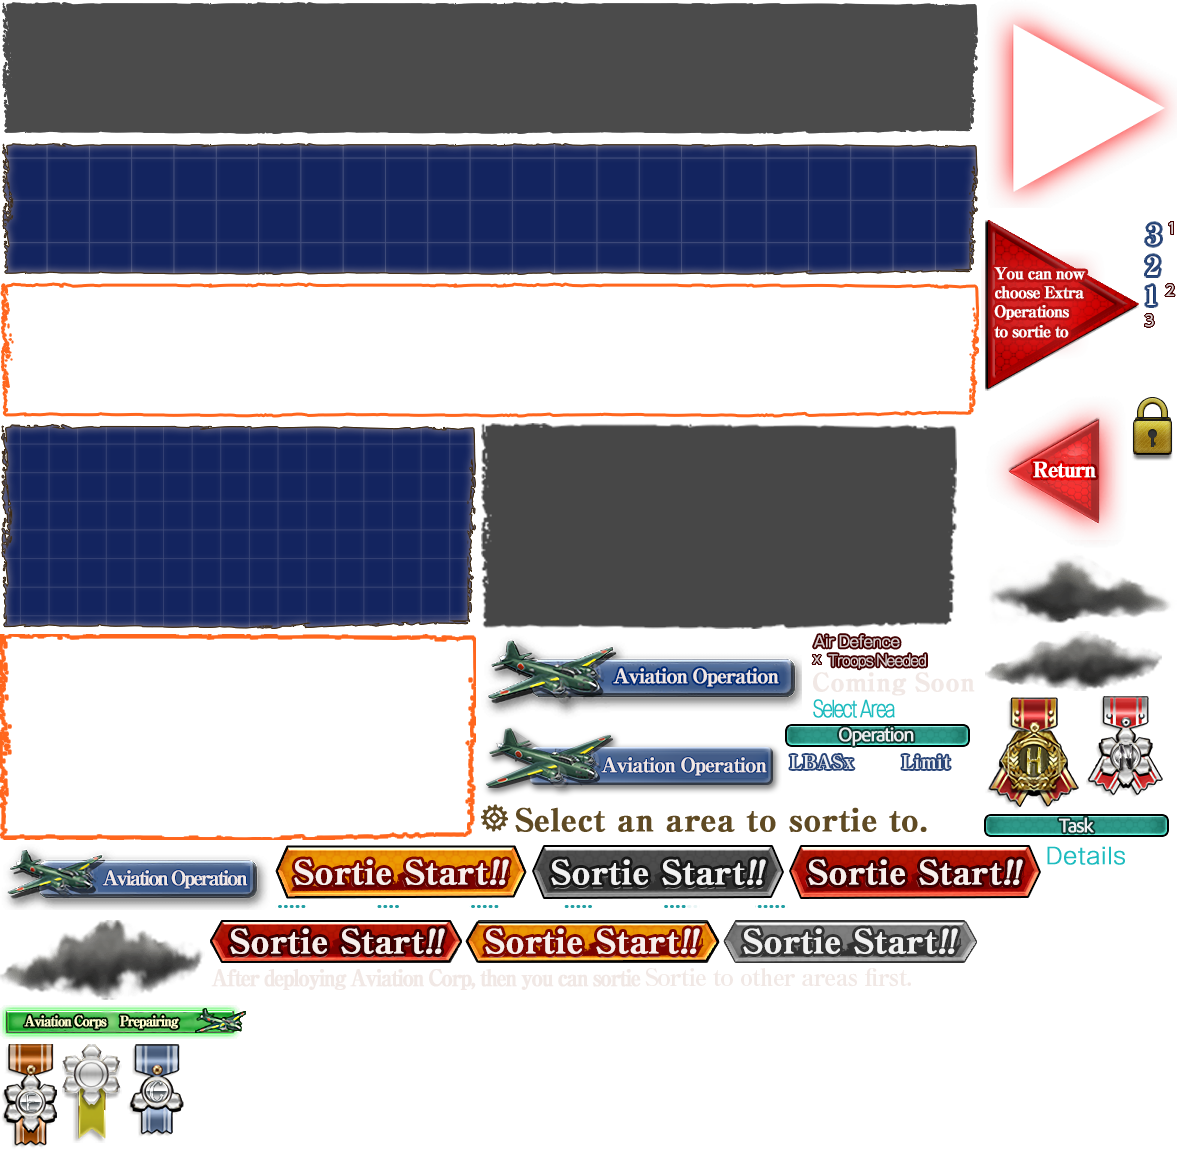 3 1
2
1 2
3
You can now
choose Extra
Operations
to sortie to
Return
Air Defence
x Troops Needed
Aviation Operation
Coming Soon
Select Area
Operation
H
N
Aviation Operation
LBASx Limit
Select an area to sortie to.
Task
Details
Aviation Operation
Sortie Start!!
Sortie Start!!
Sortie Start!!
Sortie Start!!
Sortie Start!!
Sortie Start!!
After deploying Aviation Corp, then you can sortie Sortie to other areas first.
Aviation Corps Prepairing
F
C